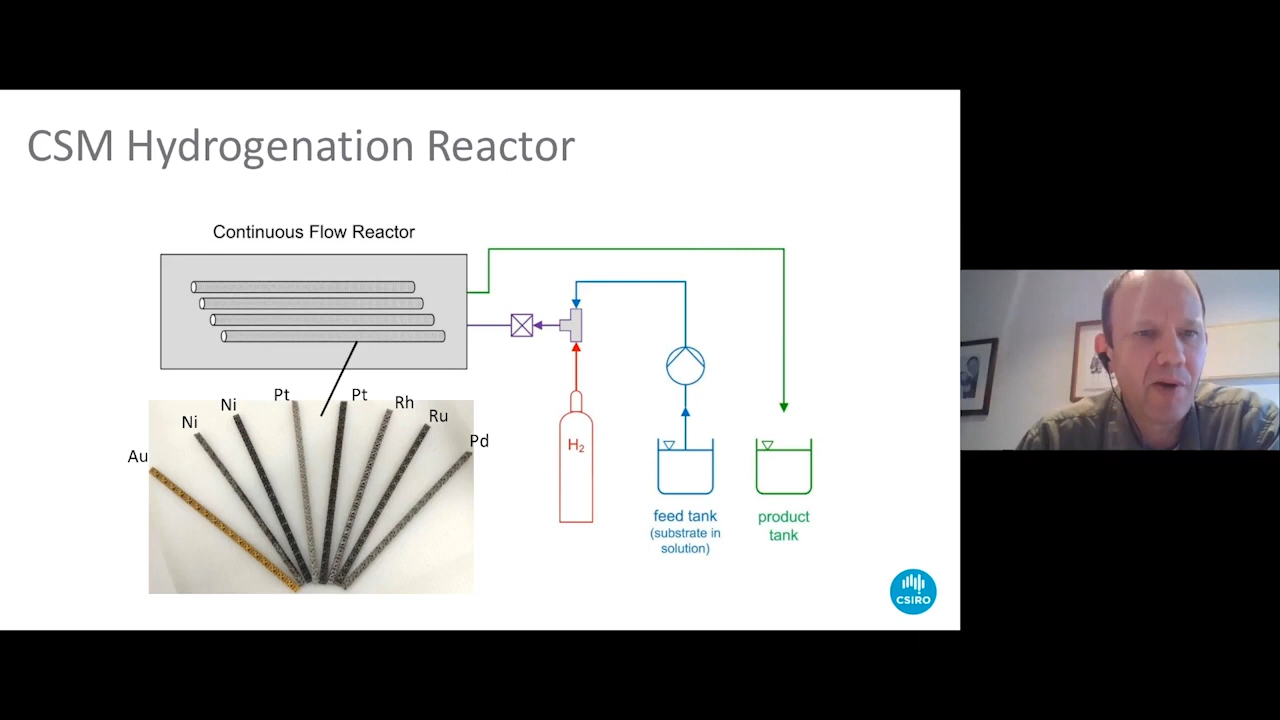 CSM Hydrogenation Reactor
Continuous Flow Reactor
Au
Ni
Ni
Pt
Pt
Rh
Ru
Pd
H2
feed tank
(substrate in
solution)
product
tank
CSIRO